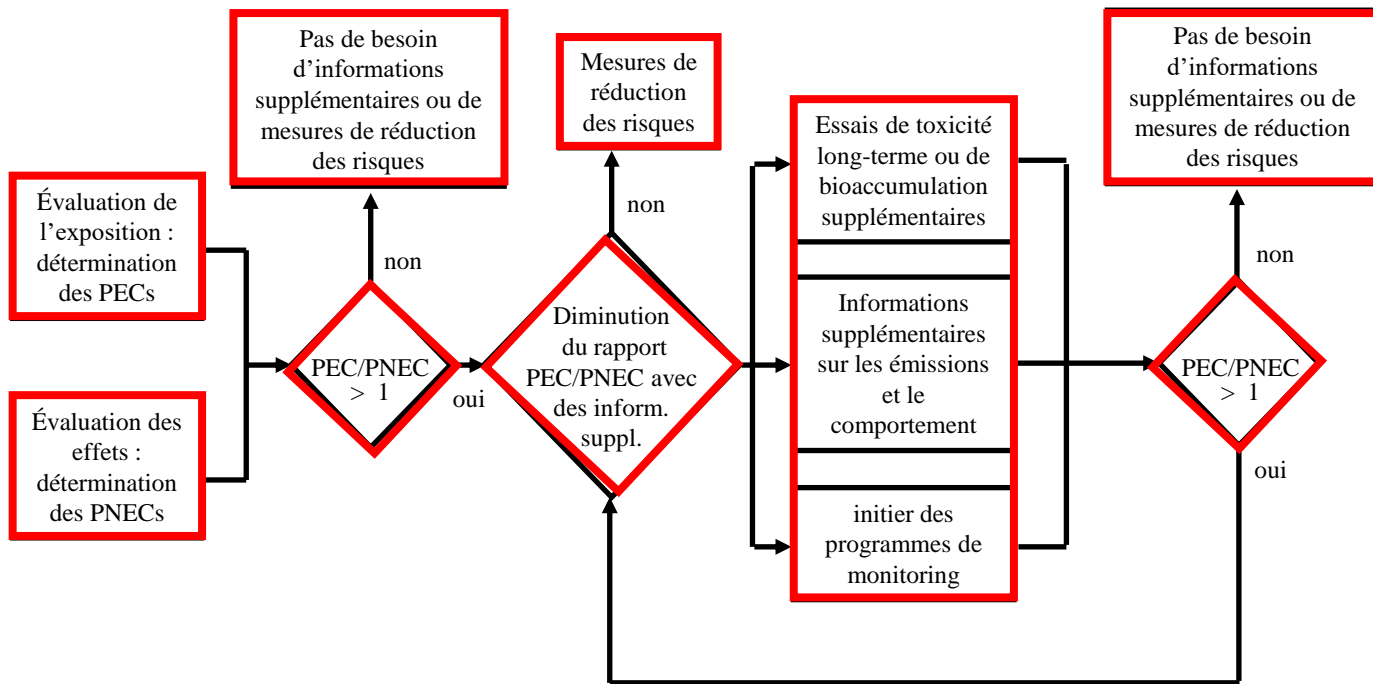 Pas de besoin
d’informations
supplémentaires ou de
mesures de réduction
des risques
Mesures de
réduction
des risques
Pas de besoin
d’informations
supplémentaires ou de
mesures de réduction
des risques
Évaluation de
l’exposition :
détermination
des PECs
Évaluation des
effets :
détermination
des PNECs
non
PEC/PNEC
> 1
oui
non
Diminution
du rapport
PEC/PNEC avec
des inform.
suppl.
Essais de toxicité
long-terme ou de
bioaccumulation
supplémentaires
Informations
supplémentaires
sur les émissions
et le
comportement
initier des
programmes de
monitoring
non
PEC/PNEC
> 1
oui